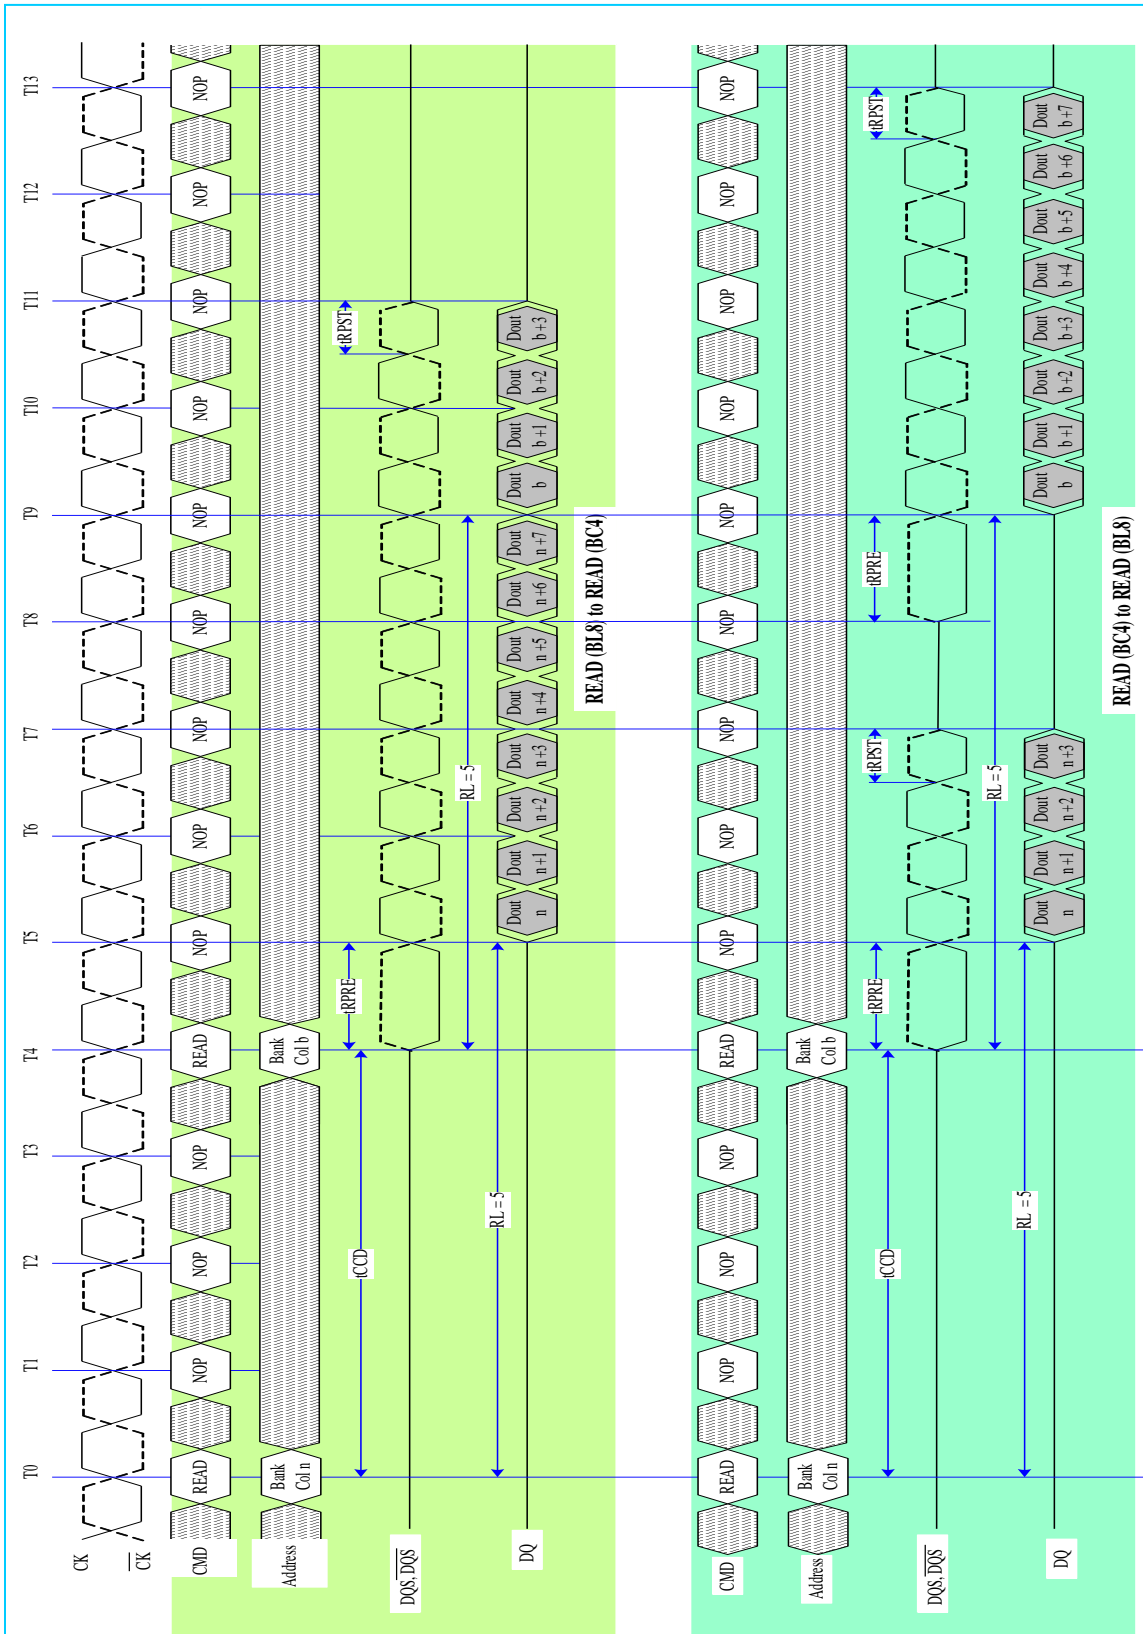 T0 T1 T2 T3 T4 T5 T6 T7 T8 T9 T10 T11 T12 T13
CK
CK
CMD READ NOP NOP NOP READ NOP NOP NOP NOP NOP NOP NOP NOP NOP
Address Bank Col n Bank Col b
tCCD tRPRE tRPST
DQS, DQS
RL = 5 RL = 5
DQ Dout n Dout n+1 Dout n+2 Dout n+3 Dout n+4 Dout n+5 Dout n+6 Dout n+7 Dout b Dout b+1 Dout b+2 Dout b+3
READ (BL8) to READ (BC4)
CMD READ NOP NOP NOP READ NOP NOP NOP NOP NOP NOP NOP NOP NOP
Address Bank Col n Bank Col b
tCCD tRPRE tRPST tRPRE tRPST
DQS, DQS
RL = 5 RL = 5
DQ Dout n Dout n+1 Dout n+2 Dout n+3 Dout b Dout b+1 Dout b+2 Dout b+3 Dout b+4 Dout b+5 Dout b+6 Dout b+7
READ (BC4) to READ (BL8)